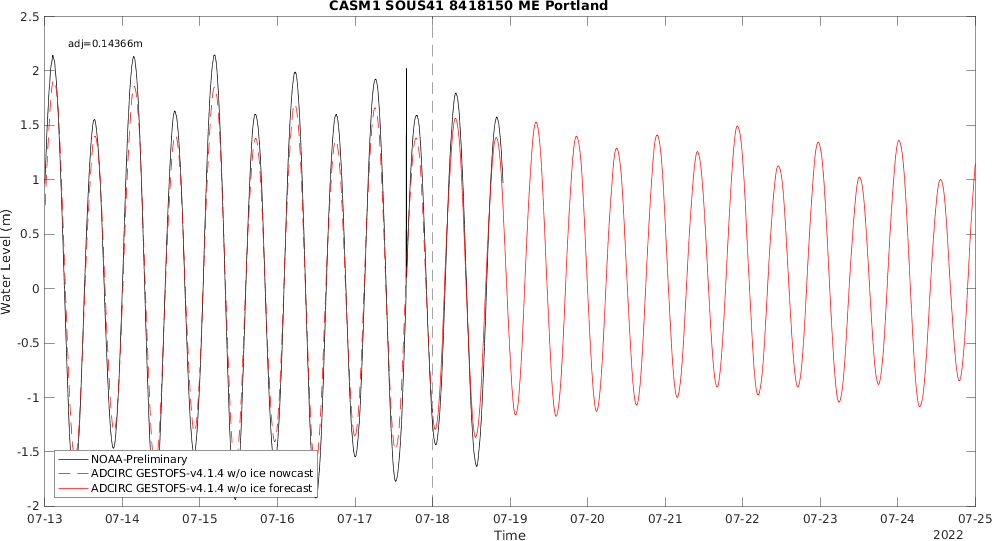 CASM1 SOUS41 8418150 ME Portland
adj=0.14366m
2.5
2
1.5
1
0.5
0
-0.5
-1
-1.5
-2
Water Level (m)
NOAA-Preliminary
ADCIRC GESTOFS-v4.1.4 w/o ice nowcast
ADCIRC GESTOFS-v4.1.4 w/o ice forecast
07-13 07-14 07-15 07-16 07-17 07-18 07-19 07-20 07-21 07-22 07-23 07-24 07-25
Time
2022